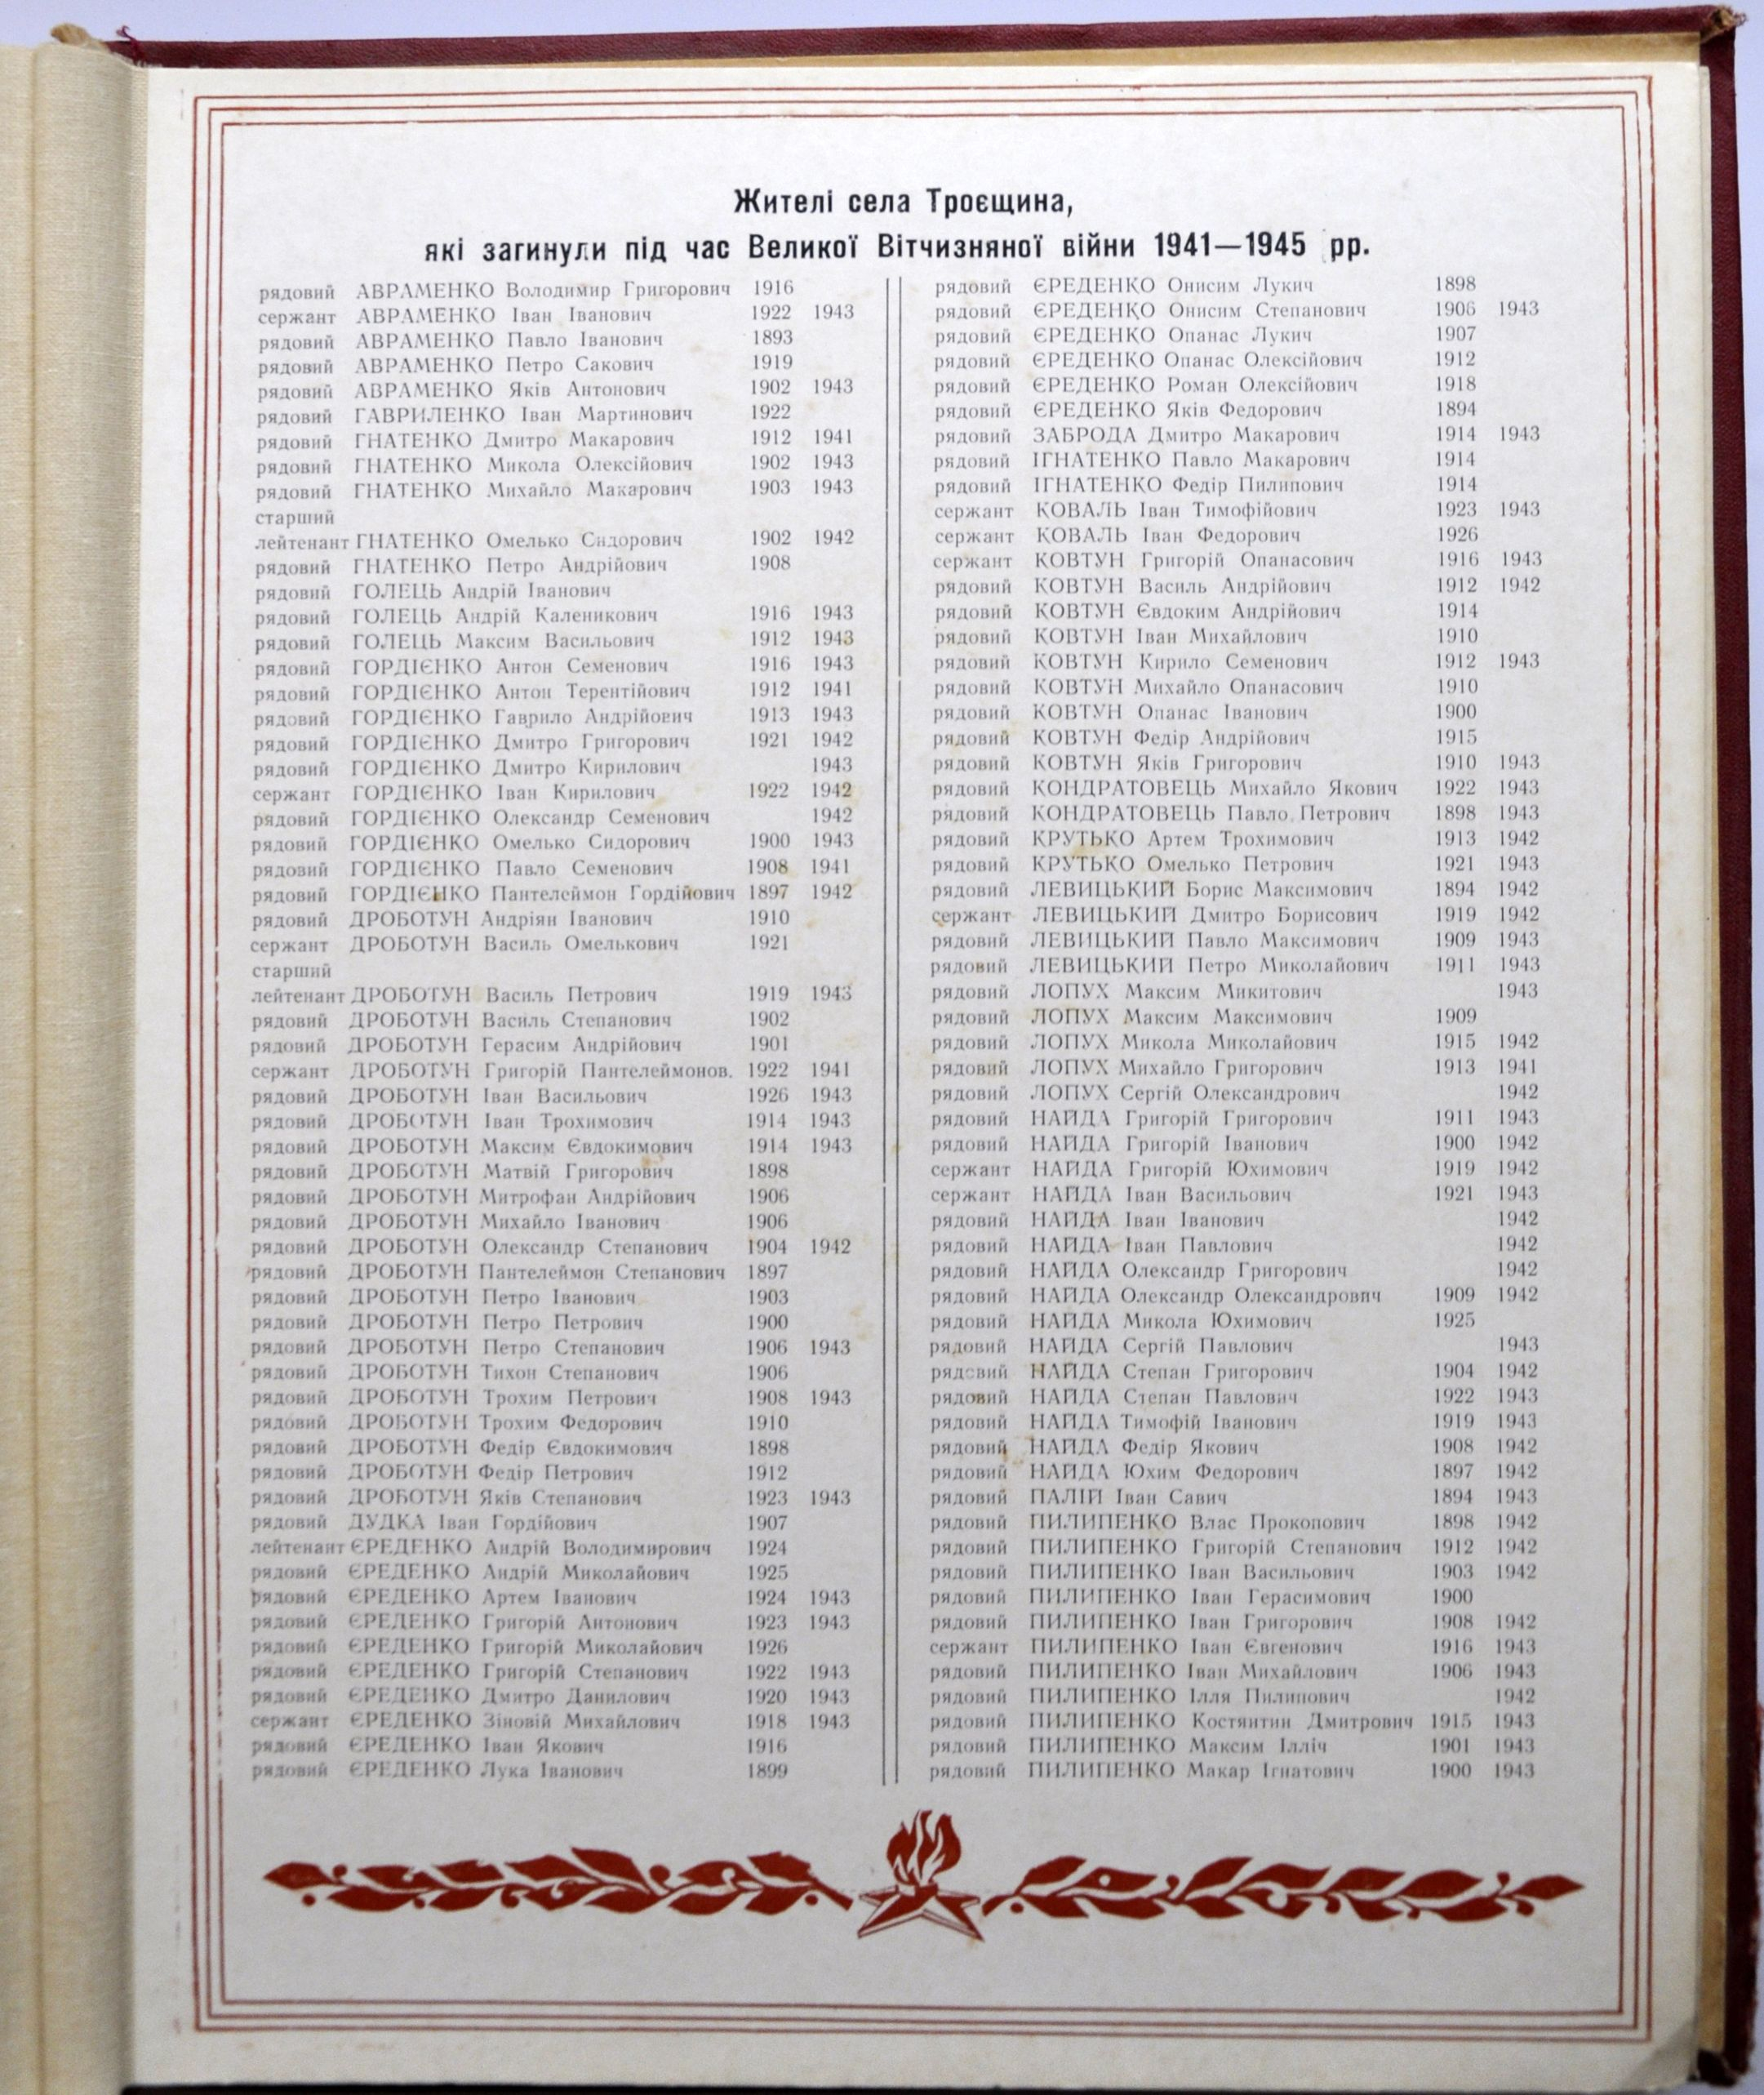 Жителі села Троєщина,
які загинули під час Великої Вітчизняної війни 1941—1945 рр.
рядовий АВРАМЕНКО Володимир Григорович 1916
сержант АВРАМЕНКО Іван Іванович 1922 1943
рядовий АВРАМЕНКО Павло Іванович 1893
рядовий АВРАМЕНКО Петро Сакович 1919
рядовий АВРАМЕНКО Яків Антонович 1902 1943
рядовий ГАВРИЛЕНКО Іван Мартинович 1922
рядовий ГНАТЕНКО Дмитро Макарович 1912 1941
рядовий ГНАТЕНКО Микола Олексійович 1902 1943
рядовий ГНАТЕНКО Михайло Макарович 1903 1943
старший
лейтенант ГНАТЕНКО Омелько Сидорович 1902 1942
рядовий ГНАТЕНКО Петро Андрійович 1908
рядовий ГОЛЕЦЬ Андрій Іванович
рядовий ГОЛЕЦЬ Андрій Каленикович 1916 1943
рядовий ГОЛЕЦЬ Максим Васильович 1912 1943
рядовий ГОРДІЄНКО Антон Семенович 1916 1943
рядовий ГОРДІЄНКО Антон Терентійович 1912 1941
рядовий ГОРДІЄНКО Гаврило Андрійович 1913 1943
рядовий ГОРДІЄНКО Дмитро Григорович 1921 1942
рядовий ГОРДІЄНКО Дмитро Кирилович 1943
сержант ГОРДІЄНКО Іван Кирилович 1922 1942
рядовий ГОРДІЄНКО Олександр Семенович 1942
рядовий ГОРДІЄНКО Омелько Сидорович 1900 1943
рядовий ГОРДІЄНКО Павло Семенович 1908 1941
рядовий ГОРДІЄНКО Пантелеймон Гордійович 1897 1942
рядовий ДРОБОТУН Андріян Іванович 1910
сержант ДРОБОТУН Василь Омелькович 1921
старший
лейтенант ДРОБОТУН Василь Петрович 1919 1943
рядовий ДРОБОТУН Василь Степанович 1902
рядовий ДРОБОТУН Герасим Андрійович 1901
сержант ДРОБОТУН Григорій Пантелеймонов. 1922 1941
рядовий ДРОБОТУН Іван Васильович 1926 1943
рядовий ДРОБОТУН Іван Трохимович 1914 1943
рядовий ДРОБОТУН Максим Євдокимович 1914 1943
рядовий ДРОБОТУН Матвій Григорович 1898
рядовий ДРОБОТУН Митрофан Андрійович 1906
рядовий ДРОБОТУН Михайло Іванович 1906
рядовий ДРОБОТУН Олександр Степанович 1904 1942
рядовий ДРОБОТУН Пантелеймон Степанович 1897
рядовий ДРОБОТУН Петро Іванович 1903
рядовий ДРОБОТУН Петро Петрович 1900
рядовий ДРОБОТУН Петро Степанович 1906 1943
рядовий ДРОБОТУН Тихон Степанович 1906
рядовий ДРОБОТУН Трохим Петрович 1908 1943
рядовий ДРОБОТУН Трохим Федорович 1910
рядовий ДРОБОТУН Федір Євдокимович 1898
рядовий ДРОБОТУН Федір Петрович 1912
рядовий ДРОБОТУН Яків Степанович 1923 1943
рядовий ДУДКА Іван Гордійович 1907
лейтенант ЄРЕДЕНКО Андрій Володимирович 1924
рядовий ЄРЕДЕНКО Андрій Миколайович 1925
рядовий ЄРЕДЕНКО Артем Іванович 1924 1943
рядовий ЄРЕДЕНКО Григорій Антонович 1923 1943
рядовий ЄРЕДЕНКО Григорій Миколайович 1926
рядовий ЄРЕДЕНКО Григорій Степанович 1922 1943
рядовий ЄРЕДЕНКО Дмитро Данилович 1920 1943
сержант ЄРЕДЕНКО Зіновій Михайлович 1918 1943
рядовий ЄРЕДЕНКО Іван Якович 1916
рядовий ЄРЕДЕНКО Лука Іванович 1899
рядовий ЄРЕДЕНКО Онисим Лукич 1898
рядовий ЄРЕДЕНКО Онисим Степанович 1906 1943
рядовий ЄРЕДЕНКО Опанас Лукич 1907
рядовий ЄРЕДЕНКО Опанас Олексійович 1912
рядовий ЄРЕДЕНКО Роман Олексійович 1918
рядовий ЄРЕДЕНКО Яків Федорович 1894
рядовий ЗАБРОДА Дмитро Макарович 1914 1943
рядовий ІГНАТЕНКО Павло Макарович 1914
рядовий ІГНАТЕНКО Федір Пилипович 1914
сержант КОВАЛЬ Іван Тимофійович 1923 1943
сержант КОВАЛЬ Іван Федорович 1926
сержант КОВТУН Григорій Опанасович 1916 1943
рядовий КОВТУН Василь Андрійович 1912 1942
рядовий КОВТУН Євдоким Андрійович 1914
рядовий КОВТУН Іван Михайлович 1910
рядовий КОВТУН Кирило Семенович 1912 1943
рядовий КОВТУН Михайло Опанасович 1910
рядовий КОВТУН Опанас Іванович 1900
рядовий КОВТУН Федір Андрійович 1915
рядовий КОВТУН Яків Григорович 1910 1943
рядовий КОНДРАТОВЕЦЬ Михайло Якович 1922 1943
рядовий КОНДРАТОВЕЦЬ Павло Петрович 1898 1943
рядовий КРУТЬКО Артем Трохимович 1913 1942
рядовий КРУТЬКО Омелько Петрович 1921 1943
рядовий ЛЕВИЦЬКИЙ Борис Максимович 1894 1942
сержант ЛЕВИЦЬКИЙ Дмитро Борисович 1919 1942
рядовий ЛЕВИЦЬКИЙ Павло Максимович 1909 1943
рядовий ЛЕВИЦЬКИЙ Петро Миколайович 1911 1943
рядовий ЛОПУХ Максим Микитович 1943
рядовий ЛОПУХ Максим Максимович 1909
рядовий ЛОПУХ Микола Миколайович 1915 1942
рядовий ЛОПУХ Михайло Григорович 1913 1941
рядовий ЛОПУХ Сергій Олександрович 1942
рядовий НАЙДА Григорій Григорович 1911 1943
рядовий НАЙДА Григорій Іванович 1900 1942
сержант НАЙДА Григорій Юхимович 1919 1942
сержант НАЙДА Іван Васильович 1921 1943
рядовий НАЙДА Іван Іванович 1942
рядовий НАЙДА Іван Павлович 1942
рядовий НАЙДА Олександр Григорович 1942
рядовий НАЙДА Олександр Олександрович 1909 1942
рядовий НАЙДА Микола Юхимович 1925
рядовий НАЙДА Сергій Павлович 1943
рядовий НАЙДА Степан Григорович 1904 1942
рядовий НАЙДА Степан Павлович 1922 1943
рядовий НАЙДА Тимофій Іванович 1919 1943
рядовий НАЙДА Федір Якович 1908 1942
рядовий НАЙДА Юхим Федорович 1897 1942
рядовий ПАЛІЙ Іван Савич 1894 1943
рядовий ПИЛИПЕНКО Влас Прокопович 1898 1942
рядовий ПИЛИПЕНКО Григорій Степанович 1912 1942
рядовий ПИЛИПЕНКО Іван Васильович 1903 1942
рядовий ПИЛИПЕНКО Іван Герасимович 1900
рядовий ПИЛИПЕНКО Іван Григорович 1908 1942
сержант ПИЛИПЕНКО Іван Євгенович 1916 1943
рядовий ПИЛИПЕНКО Іван Михайлович 1906 1943
рядовий ПИЛИПЕНКО Ілля Пилипович 1942
рядовий ПИЛИПЕНКО Костянтин Дмитрович 1915 1943
рядовий ПИЛИПЕНКО Максим Ілліч 1901 1943
рядовий ПИЛИПЕНКО Макар Ігнатович 1900 1943